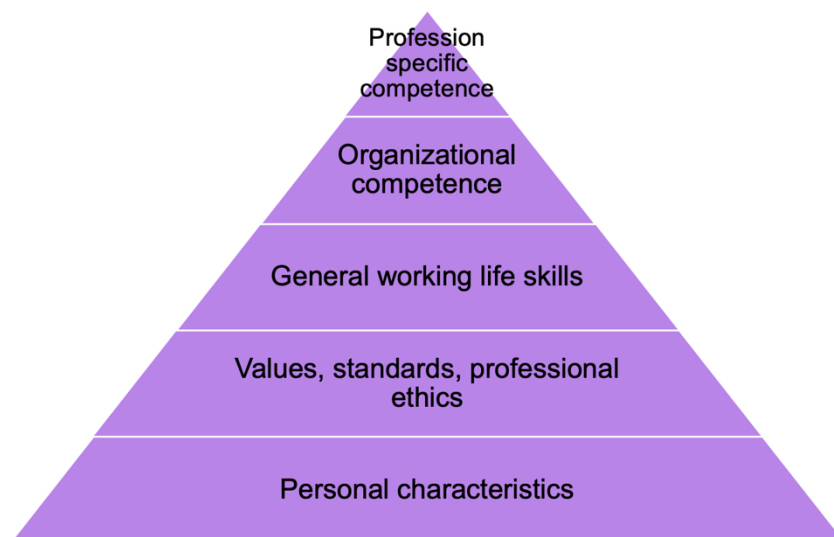 Profession
specific
competence
Organizational
competence
General working life skills
Values, standards, professional
ethics
Personal characteristics